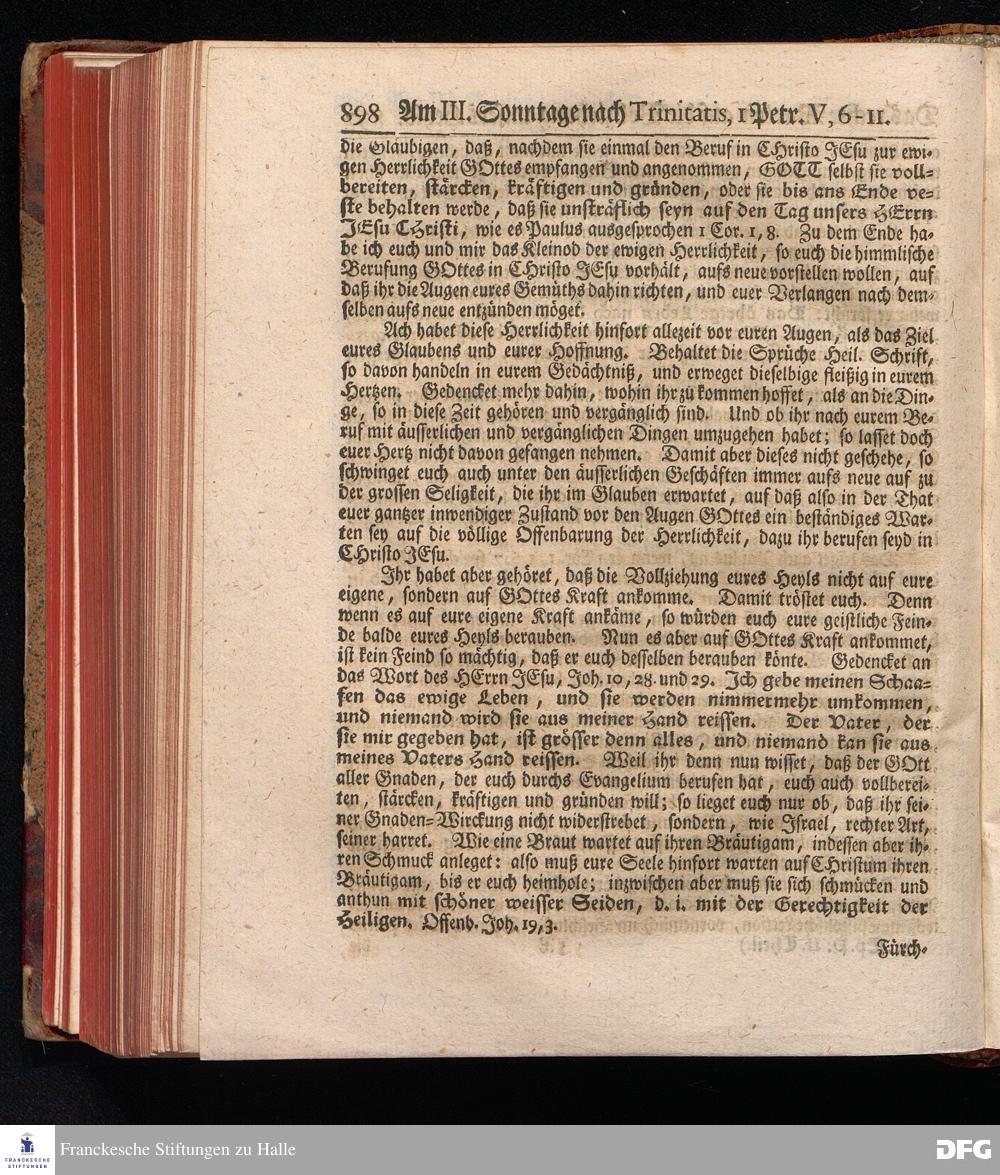 898 Am III. Sonntage nach Trinitatis, 1 Petr. V, 6-11.
die Gläubigen, daß, nachdem sie einmal den Beruf in CHristo JEsu zur ewi-
gen Herrlichkeit GOttes empfangen und angenommen, GOTT selbst sie voll-
bereiten, stärcken, kräftigen und gründen, oder sie bis ans Ende ve-
ste behalten werde, daß sie unsträflich seyn auf den Tag unsers HErrn
JEsu CHristi, wie es Paulus ausgesprochen 1 Cor. 1, 8. Zu dem Ende ha-
be ich euch und mir das Kleinod der ewigen Herrlichkeit, so euch die himmlische
Berufung GOttes in CHristo JEsu vorhält, aufs neue vorstellen wollen, auf
daß ihr die Augen eures Gemüths dahin richten, und euer Verlangen nach dem-
selben aufs neue entzünden möget.
Ach habet diese Herrlichkeit hinfort allezeit vor euren Augen, als das Ziel
eures Glaubens und eurer Hoffnung. Behaltet die Sprüche Heil. Schrift,
so davon handeln in eurem Gedächtniß, und erweget dieselbige fleißig in eurem
Hertzen. Gedencket mehr dahin, wohin ihr zu kommen hoffet, als an die Din-
ge, so in diese Zeit gehören und vergänglich sind. Und ob ihr nach eurem Be-
ruf mit äusserlichen und vergänglichen Dingen umzugehen habet; so lasset doch
euer Hertz nicht davon gefangen nehmen. Damit aber dieses nicht geschehe, so
schwinget euch auch unter den äusserlichen Geschäften immer aufs neue auf zu
der grossen Seligkeit, die ihr im Glauben erwartet, auf daß also in der That
euer gantzer inwendiger Zustand vor den Augen GOttes ein beständiges War-
ten sey auf die völlige Offenbarung der Herrlichkeit, dazu ihr berufen seyd in
CHristo JEsu.
Ihr habet aber gehöret, daß die Vollziehung eures Heyls nicht auf eure
eigene, sondern auf GOttes Kraft ankomme. Damit tröstet euch. Denn
wenn es auf eure eigene Kraft ankäme, so würden euch eure geistliche Fein-
de balde eures Heyls berauben. Nun es aber auf GOttes Kraft ankommet,
ist kein Feind so mächtig, daß er euch desselben berauben könte. Gedencket an
das Wort des HErrn JEsu, Joh. 10, 28. und 29. Ich gebe meinen Schaa-
fen das ewige Leben, und sie werden nimmermehr umkommen,
und niemand wird sie aus meiner Hand reissen. Der Vater, der
sie mir gegeben hat, ist grösser denn alles, und niemand kan sie aus
meines Vaters Hand reissen. Weil ihr denn nun wisset, daß der GOtt
aller Gnaden, der euch durchs Evangelium berufen hat, euch auch vollberei-
ten, stärcken, kräftigen und gründen will; so lieget euch nur ob, daß ihr sei-
ner Gnaden-Wirckung nicht widerstrebet, sondern, wie Israel, rechter Art,
seiner harret. Wie eine Braut wartet auf ihren Bräutigam, indessen aber ih-
ren Schmuck anleget: also muß eure Seele hinfort warten auf CHristum ihren
Bräutigam, bis er euch heimhole; inzwischen aber muß sie sich schmücken und
anthun mit schöner weisser Seiden, d. i. mit der Gerechtigkeit der
Heiligen. Offenb. Joh. 19, 3.
Fürch-
FRANCKESCHE
STIFTUNGEN
Franckesche Stiftungen zu Halle
DFG